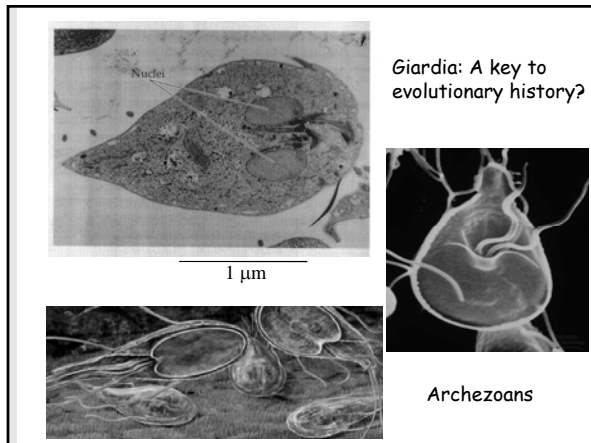 Nuclei
Giardia: A key to
evolutionary history?
1 μm
Archezoans